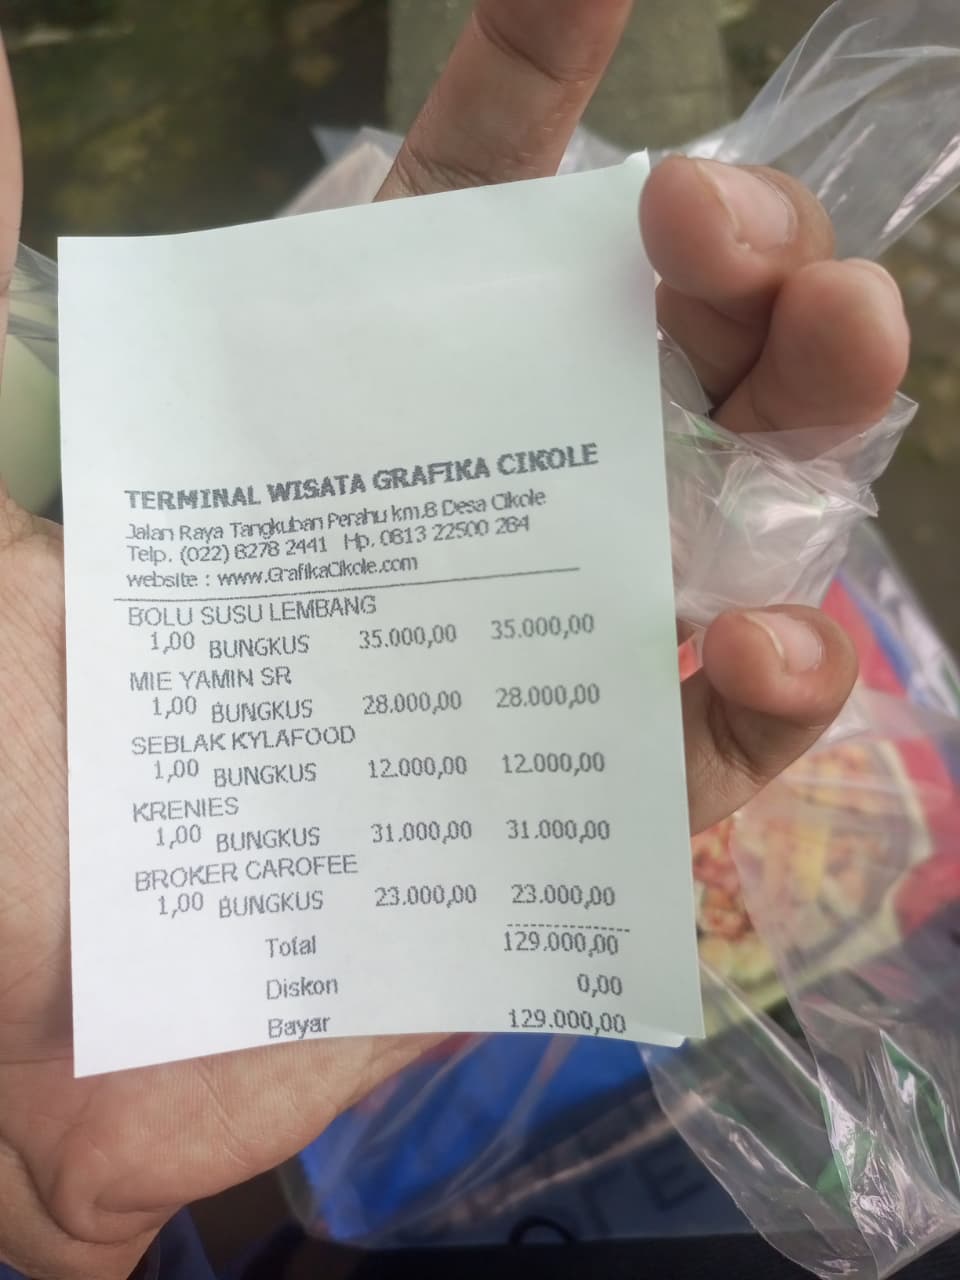 TERMINAL WISATA GRAFIKA CIKOLE
Jalan Raya Tangkuban Perahu km.8 Desa Cikole
Telp. (022) 8278 2441 Hp. 0813 22500 264
website : www.GrafikaCikole.com
BOLU SUSU LEMBANG
1,00 BUNGKUS 35.000,00 35.000,00
MIE YAMIN SR
1,00 BUNGKUS 28.000,00 28.000,00
SEBLAK KYLAFOOD
1,00 BUNGKUS 12.000,00 12.000,00
KRENIES
1,00 BUNGKUS 31.000,00 31.000,00
BROKER CAROFEE
1,00 BUNGKUS 23.000,00 23.000,00
Total 129.000,00
Diskon 0,00
Bayar 129.000,00